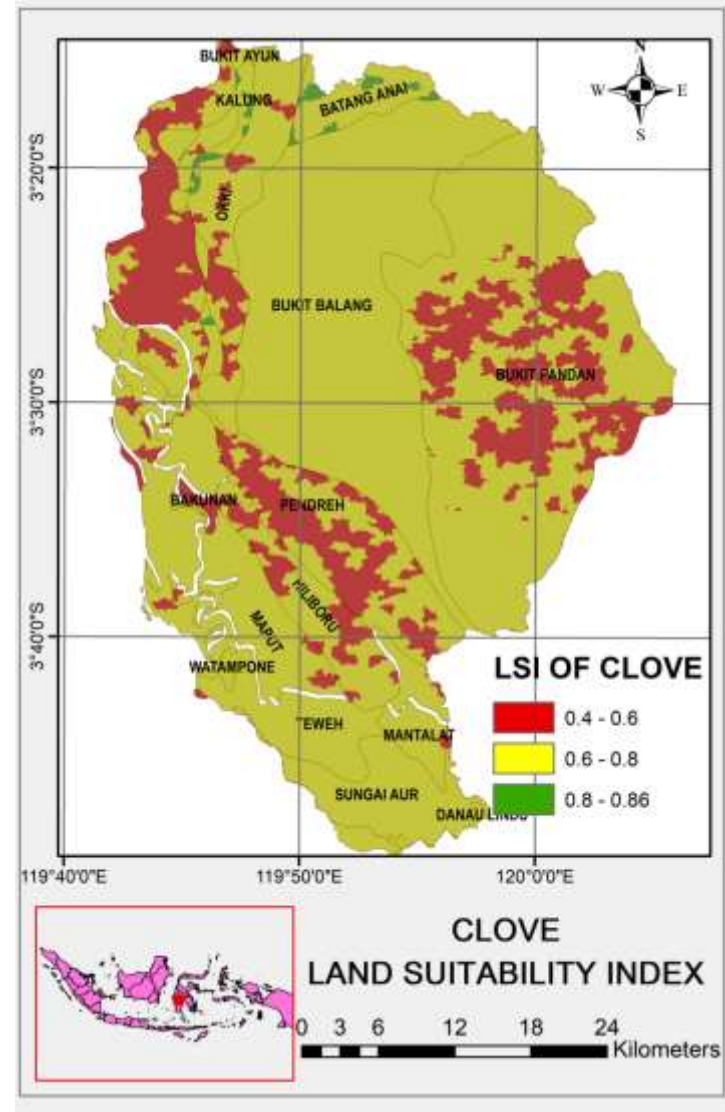 BUKIT AYUN
N
KALUNG
BATANG ANAI
W
E
S
3°20'0"S
BUKIT BALANG
BUKIT PANDAN
3°30'0"S
BAKUNAN
PENDREH
HILIBORU
MAPUT
3°40'0"S
WATAMPONE
LSI OF CLOVE
0.4 - 0.6
0.6 - 0.8
0.8 - 0.86
TEWEH
MANTALAT
SUNGAI AUR
DANAU LINDU
119°40'0"E
119°50'0"E
120°0'0"E
CLOVE
LAND SUITABILITY INDEX
0 3 6 12 18 24
Kilometers